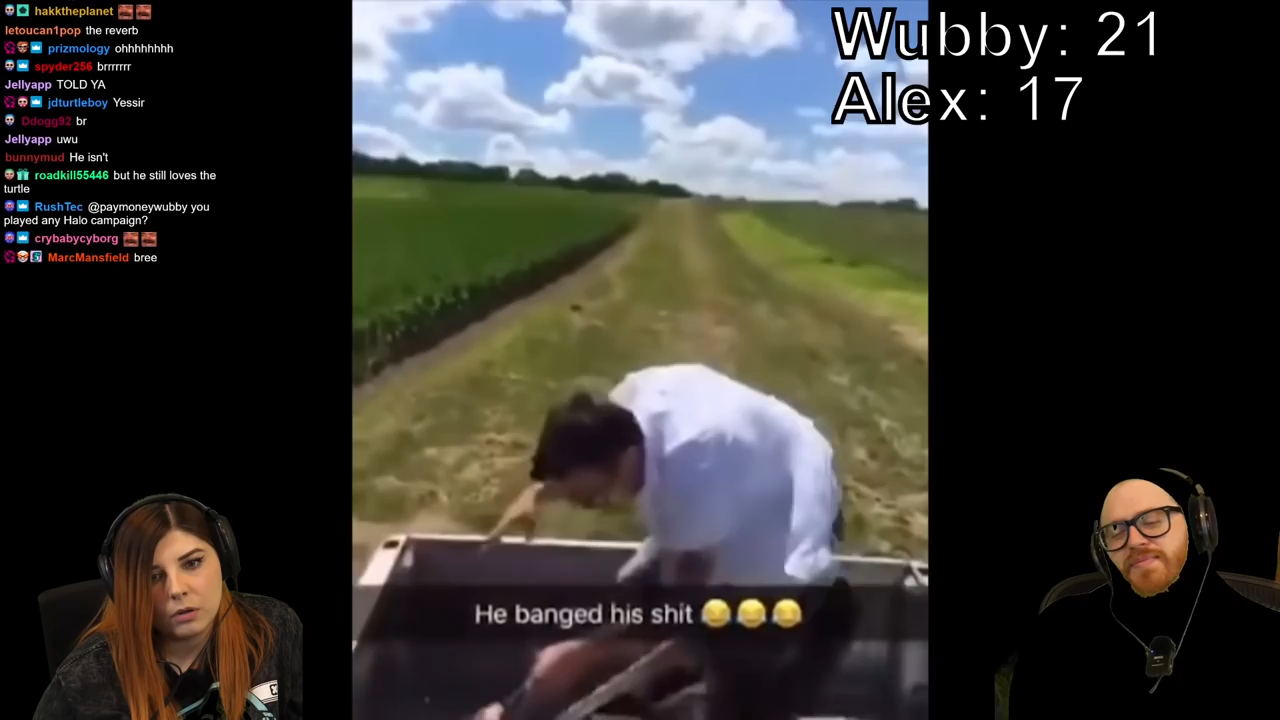 hakktheplanet
letoucan1pop the reverb
prizmology ohhhhhhhh
spyder256 brrrrrrr
Jellyapp TOLD YA
jdturtleboy Yessir
Ddogg92 br
Jellyapp uwu
bunnymud He isn't
roadkill55446 but he still loves the
turtle
RushTec @paymoneywubby you
played any Halo campaign?
crybabycyborg
MarcMansfield bree
Wubby: 21
Alex: 17
He banged his shit 😂😂😂